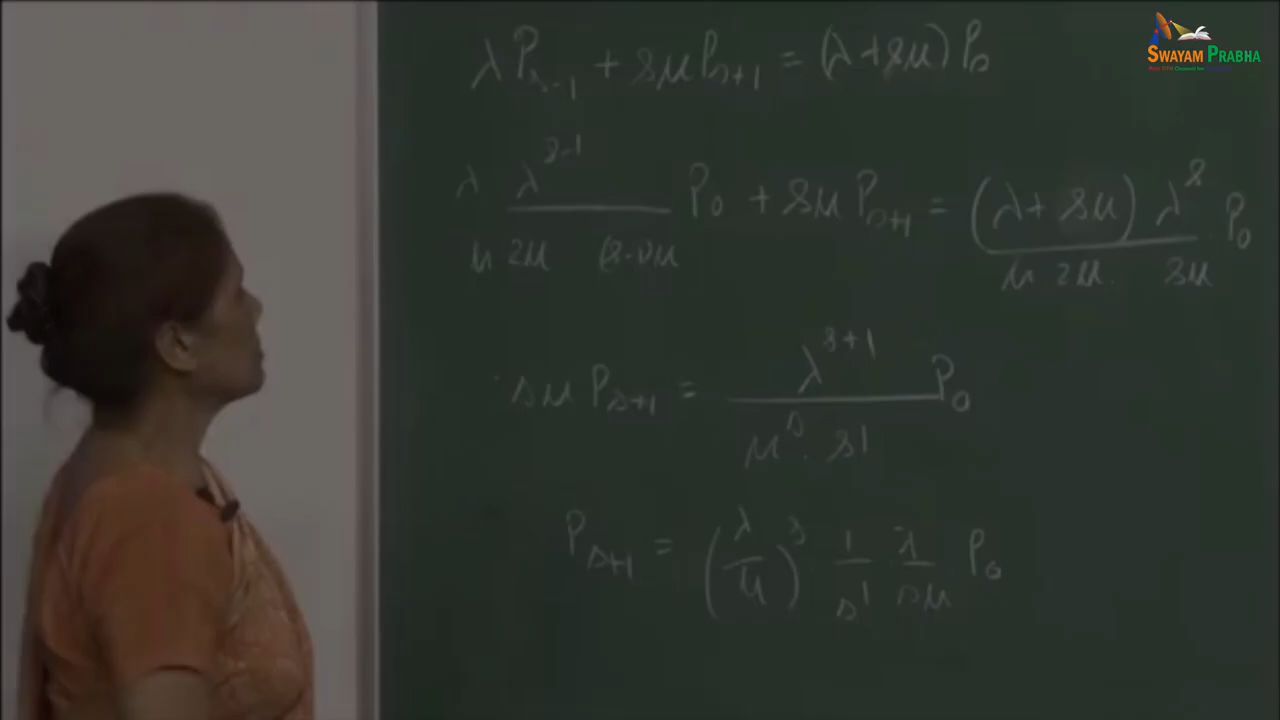 SWAYAM PRABHA
λP_{s-1} + sμP_{s+1} = (λ+sμ)P_s
λ λ^{s-1} / μ 2μ (s-1)μ P_0 + sμP_{s+1} = (λ+sμ) λ^s / μ 2μ. sμ P_0
sμP_{s+1} = λ^{s+1} / μ^s. s! P_0
P_{s+1} = (λ/μ)^s 1/s! λ/sμ P_0